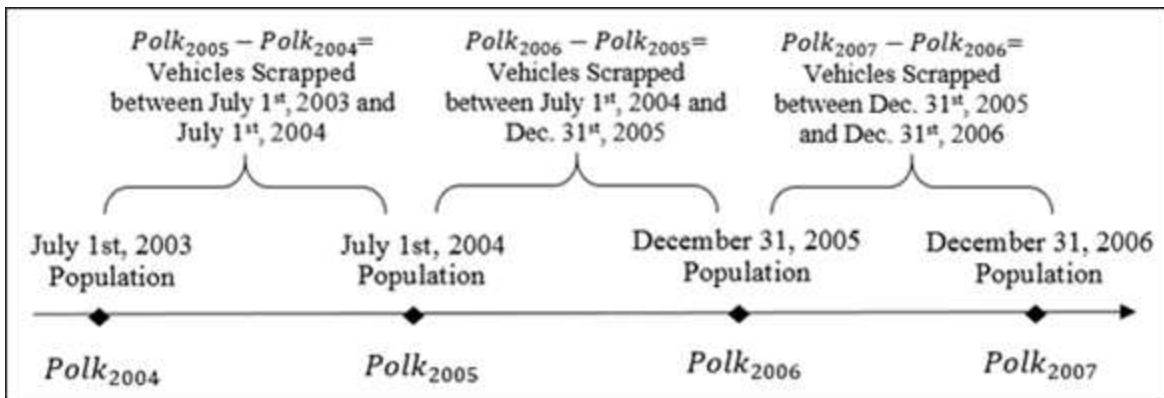 Polk₂₀₀₅ − Polk₂₀₀₄=
Vehicles Scrapped
between July 1ˢᵗ, 2003 and
July 1ˢᵗ, 2004
Polk₂₀₀₆ − Polk₂₀₀₅=
Vehicles Scrapped
between July 1ˢᵗ, 2004 and
Dec. 31ˢᵗ, 2005
Polk₂₀₀₇ − Polk₂₀₀₆=
Vehicles Scrapped
between Dec. 31ˢᵗ, 2005
and Dec. 31ˢᵗ, 2006
July 1st, 2003
Population
July 1st, 2004
Population
December 31, 2005
Population
December 31, 2006
Population
Polk₂₀₀₄
Polk₂₀₀₅
Polk₂₀₀₆
Polk₂₀₀₇